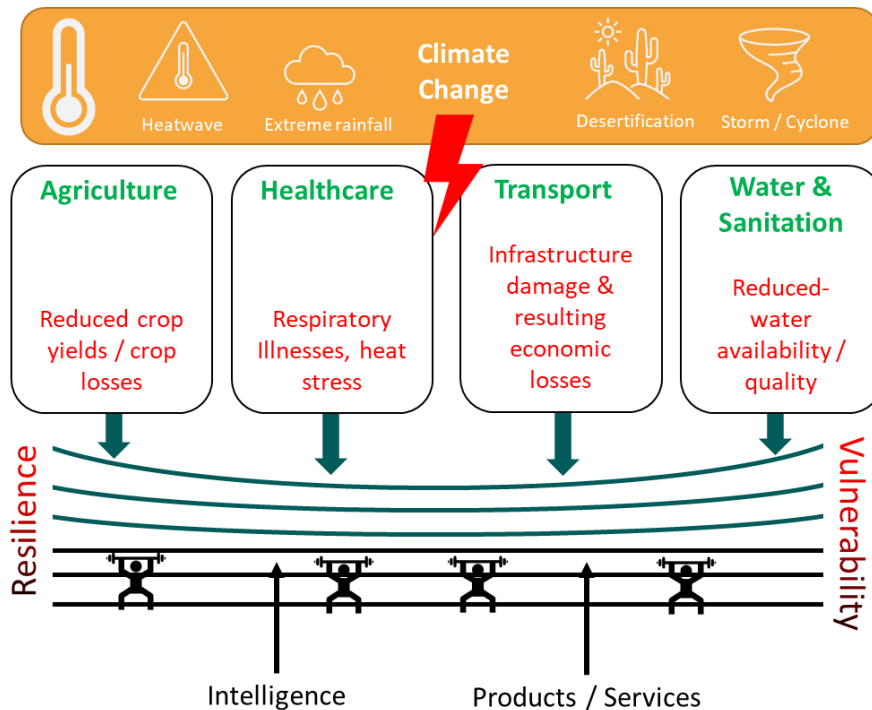 Climate
Change
Heatwave
Extreme rainfall
Desertification
Storm / Cyclone
Agriculture
Reduced crop
yields / crop
losses
Healthcare
Respiratory
Illnesses, heat
stress
Transport
Infrastructure
damage &
resulting
economic
losses
Water &
Sanitation
Reduced-
water
availability /
quality
Resilience
Vulnerability
Intelligence
Products / Services